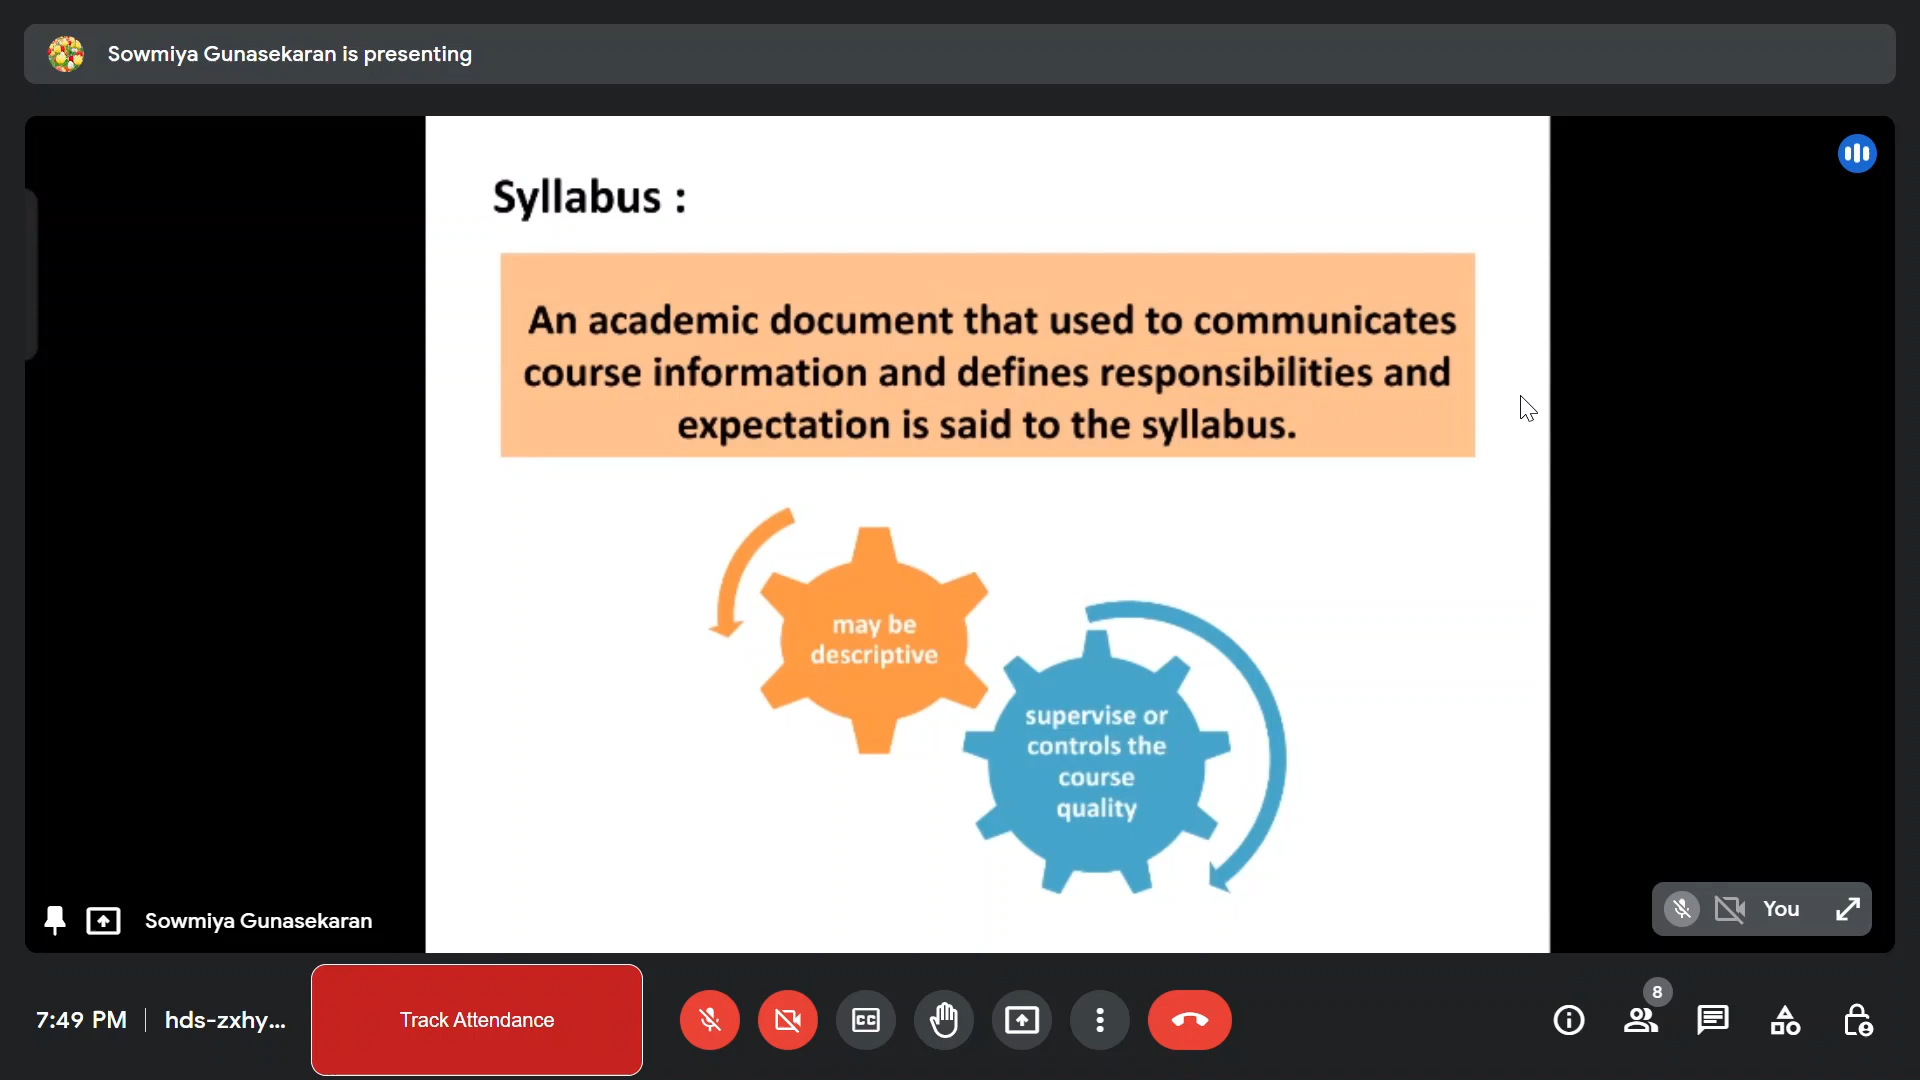 Sowmiya Gunasekaran is presenting
Syllabus :
An academic document that used to communicates
course information and defines responsibilities and
expectation is said to the syllabus.
may be
descriptive
supervise or
controls the
course
quality
Sowmiya Gunasekaran
You
7:49 PM
hds-zxhy...
Track Attendance
CC
8